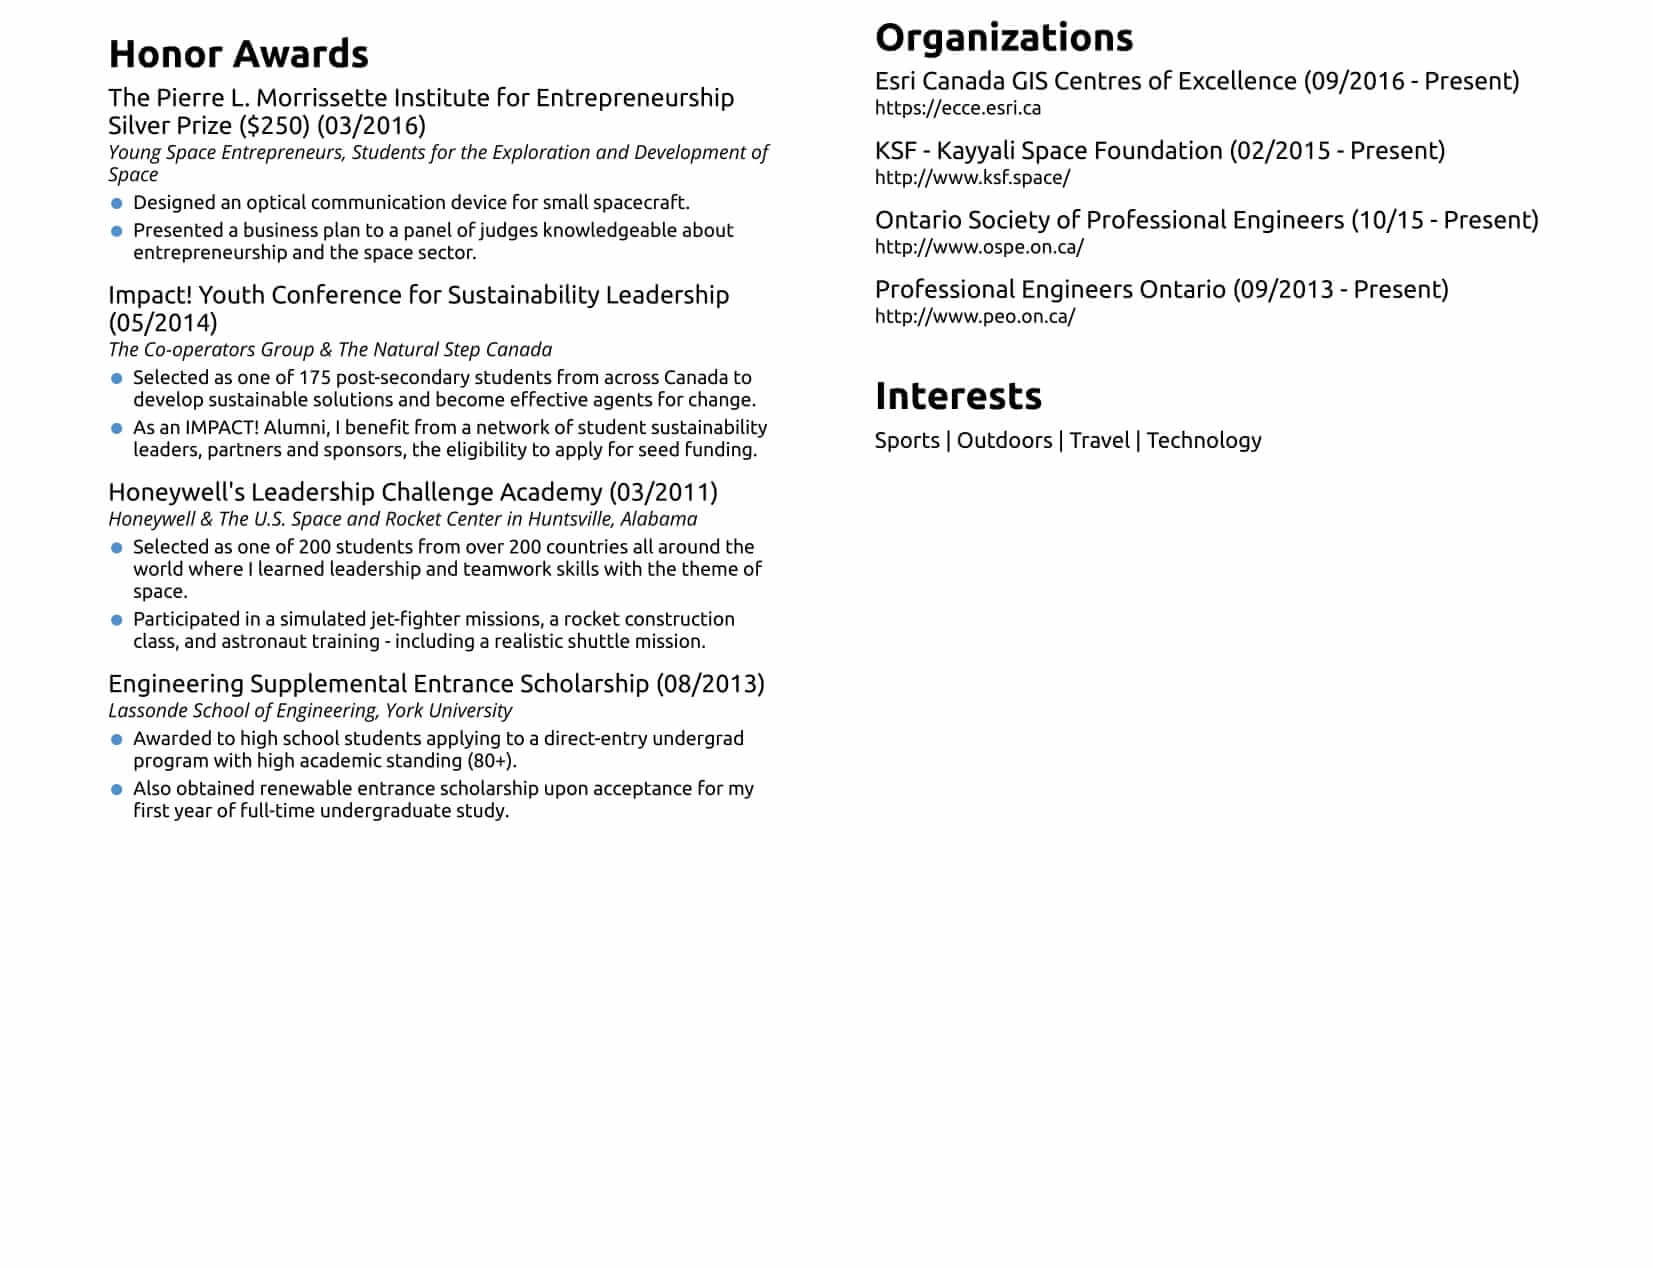 Honor Awards
The Pierre L. Morrissette Institute for Entrepreneurship
Silver Prize ($250) (03/2016)
Young Space Entrepreneurs, Students for the Exploration and Development of
Space
Designed an optical communication device for small spacecraft.
Presented a business plan to a panel of judges knowledgeable about
entrepreneurship and the space sector.
Impact! Youth Conference for Sustainability Leadership
(05/2014)
The Co-operators Group & The Natural Step Canada
Selected as one of 175 post-secondary students from across Canada to
develop sustainable solutions and become effective agents for change.
As an IMPACT! Alumni, I benefit from a network of student sustainability
leaders, partners and sponsors, the eligibility to apply for seed funding.
Honeywell's Leadership Challenge Academy (03/2011)
Honeywell & The U.S. Space and Rocket Center in Huntsville, Alabama
Selected as one of 200 students from over 200 countries all around the
world where I learned leadership and teamwork skills with the theme of
space.
Participated in a simulated jet-fighter missions, a rocket construction
class, and astronaut training - including a realistic shuttle mission.
Engineering Supplemental Entrance Scholarship (08/2013)
Lassonde School of Engineering, York University
Awarded to high school students applying to a direct-entry undergrad
program with high academic standing (80+).
Also obtained renewable entrance scholarship upon acceptance for my
first year of full-time undergraduate study.
Organizations
Esri Canada GIS Centres of Excellence (09/2016 - Present)
https://ecce.esri.ca
KSF - Kayyali Space Foundation (02/2015 - Present)
http://www.ksf.space/
Ontario Society of Professional Engineers (10/15 - Present)
http://www.ospe.on.ca/
Professional Engineers Ontario (09/2013 - Present)
http://www.peo.on.ca/
Interests
Sports | Outdoors | Travel | Technology